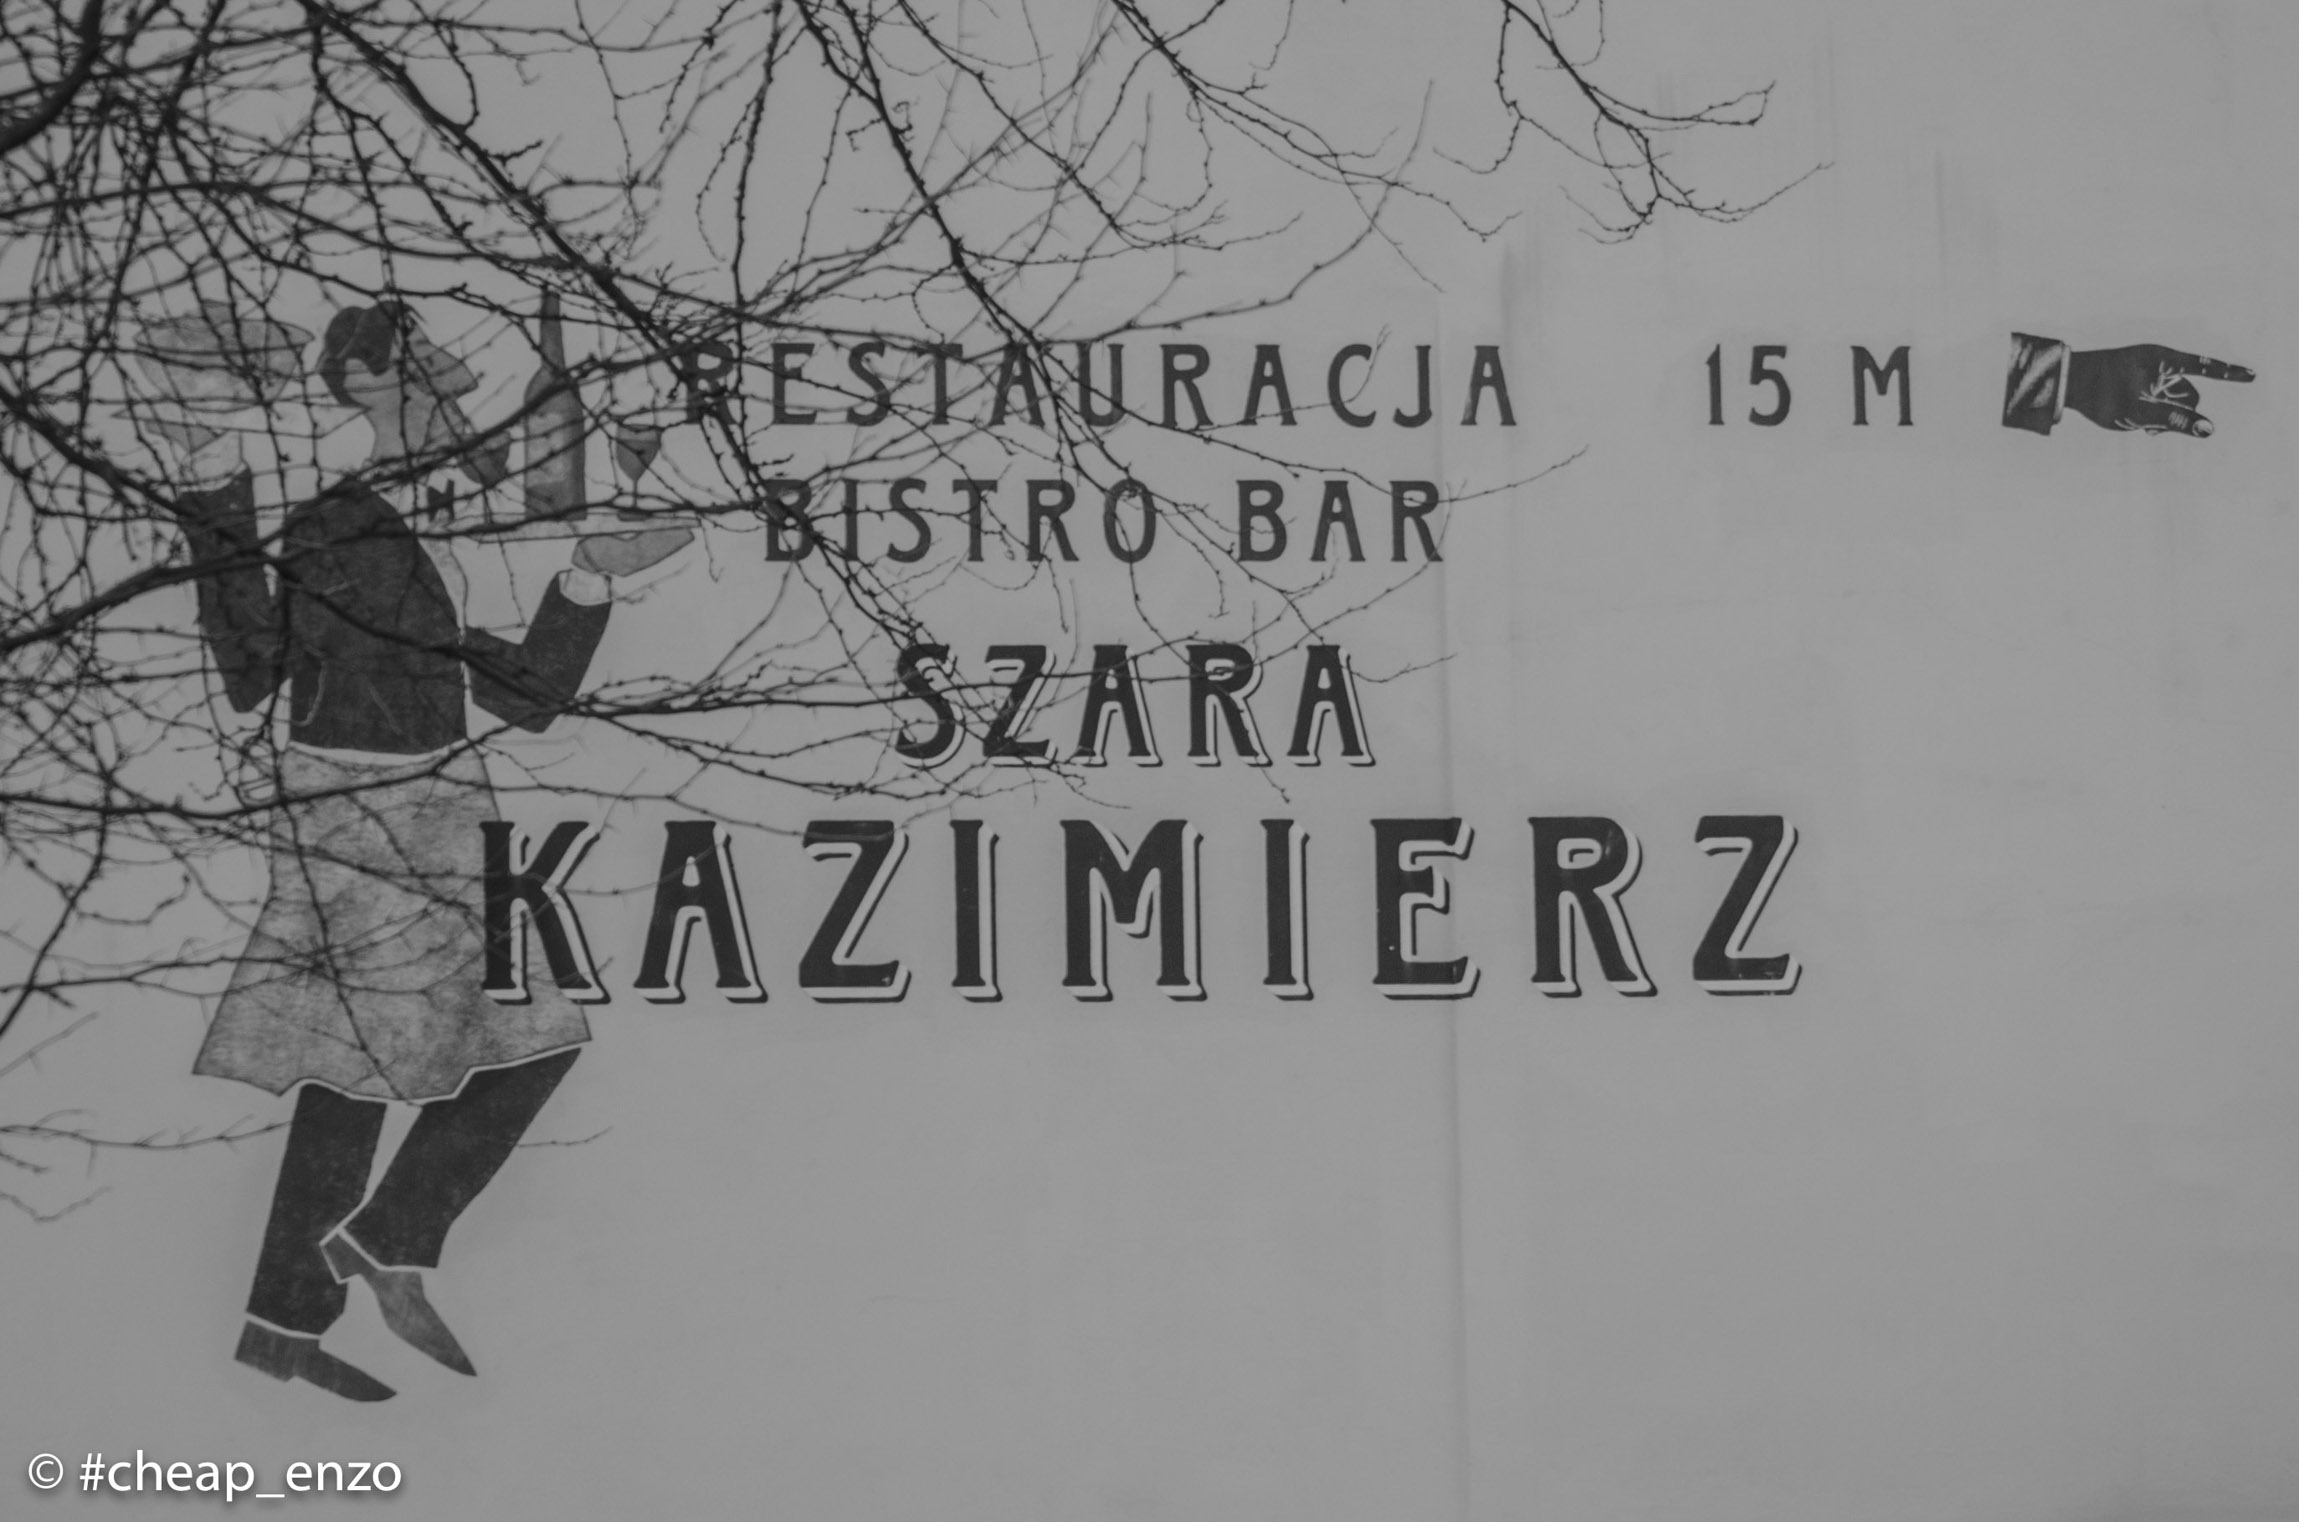 RESTAURACJA 15 M
BISTRO BAR
SZARA
KAZIMIERZ
© #cheap_enzo